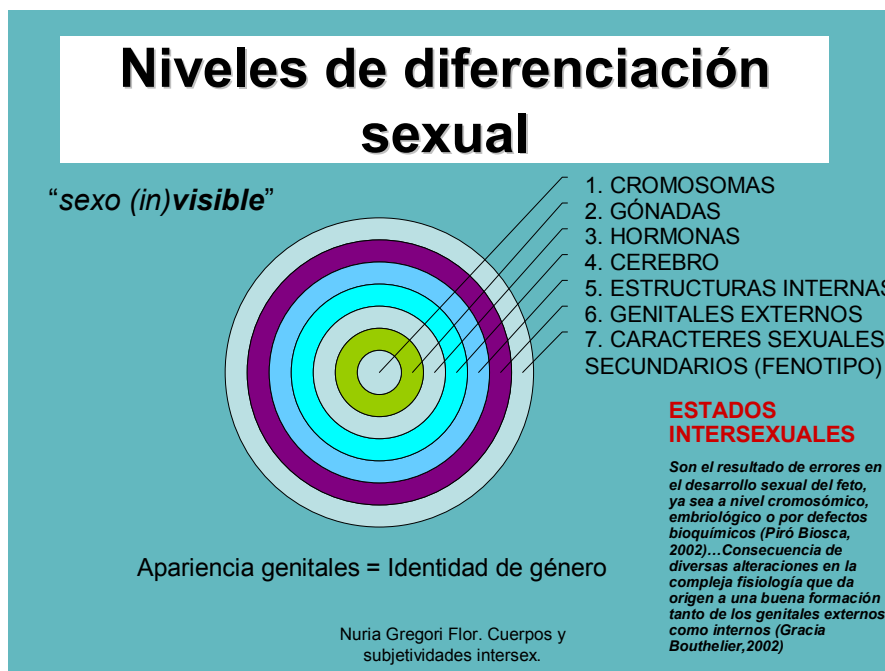 Niveles de diferenciación
sexual
“sexo (in)visible”
1. CROMOSOMAS
2. GÓNADAS
3. HORMONAS
4. CEREBRO
5. ESTRUCTURAS INTERNAS
6. GENITALES EXTERNOS
7. CARACTERES SEXUALES
SECUNDARIOS (FENOTIPO)
ESTADOS
INTERSEXUALES
Son el resultado de errores en
el desarrollo sexual del feto,
ya sea a nivel cromosómico,
embriológico o por defectos
bioquímicos (Piró Biosca,
2002)…Consecuencia de
diversas alteraciones en la
compleja fisiología que da
origen a una buena formación
tanto de los genitales externos
como internos (Gracia
Bouthelier,2002)
Apariencia genitales = Identidad de género
Nuria Gregori Flor. Cuerpos y
subjetividades intersex.